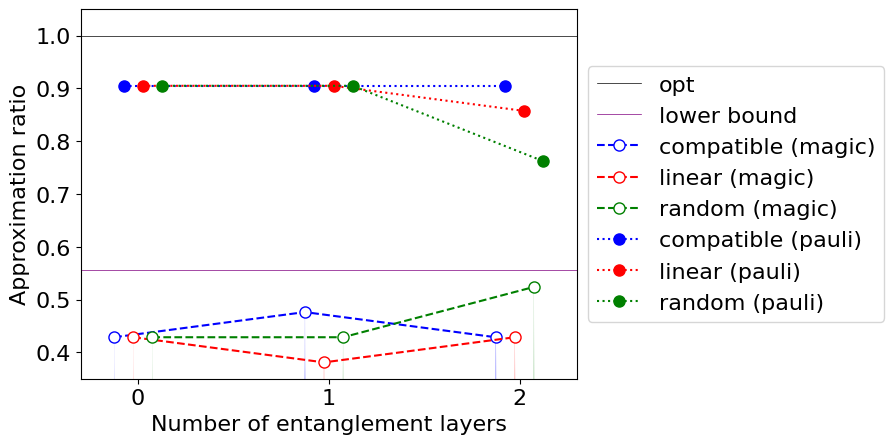 Approximation ratio
1.0
0.9
0.8
0.7
0.6
0.5
0.4
0 1 2
Number of entanglement layers
opt
lower bound
compatible (magic)
linear (magic)
random (magic)
compatible (pauli)
linear (pauli)
random (pauli)